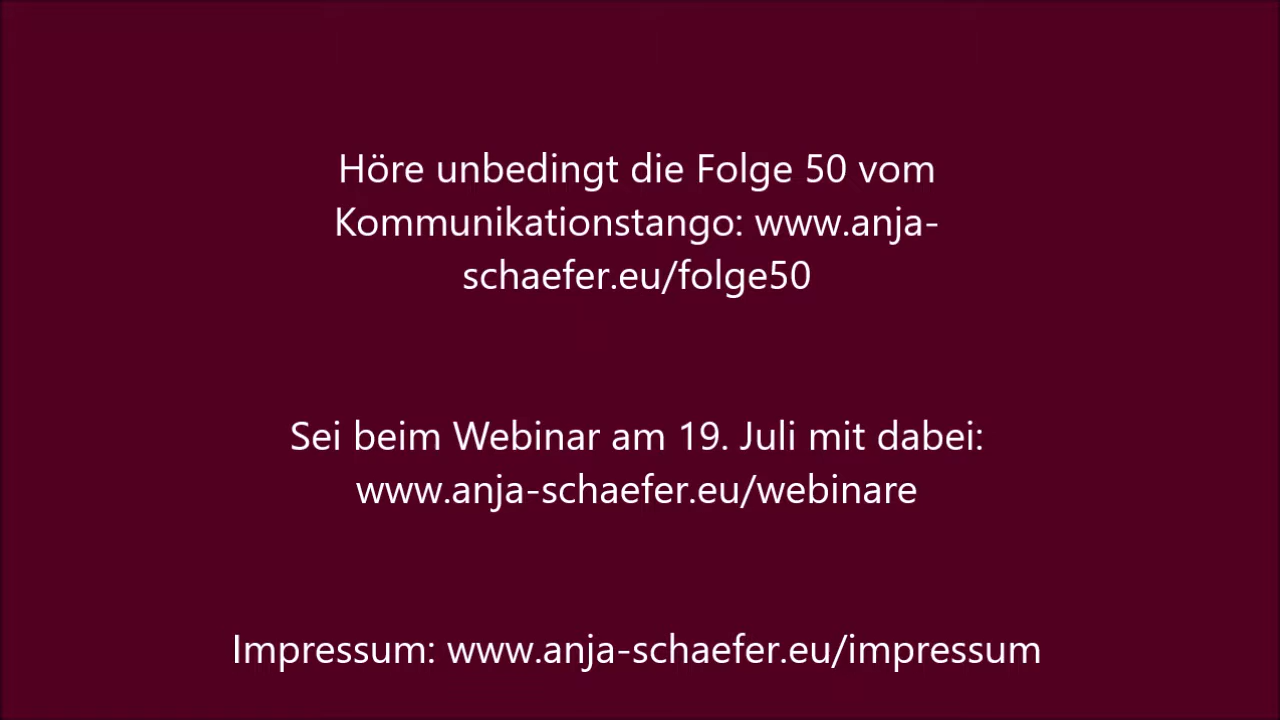 Höre unbedingt die Folge 50 vom
Kommunikationstango: www.anja-
schaefer.eu/folge50
Sei beim Webinar am 19. Juli mit dabei:
www.anja-schaefer.eu/webinare
Impressum: www.anja-schaefer.eu/impressum